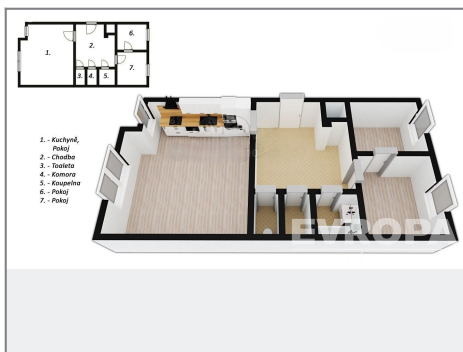 1.
2.
6.
7.
3.
4.
5.
1. - Kuchyně,
Pokoj
2. - Chodba
3. - Toaleta
4. - Komora
5. - Koupelna
6. - Pokoj
7. - Pokoj
EVROPA